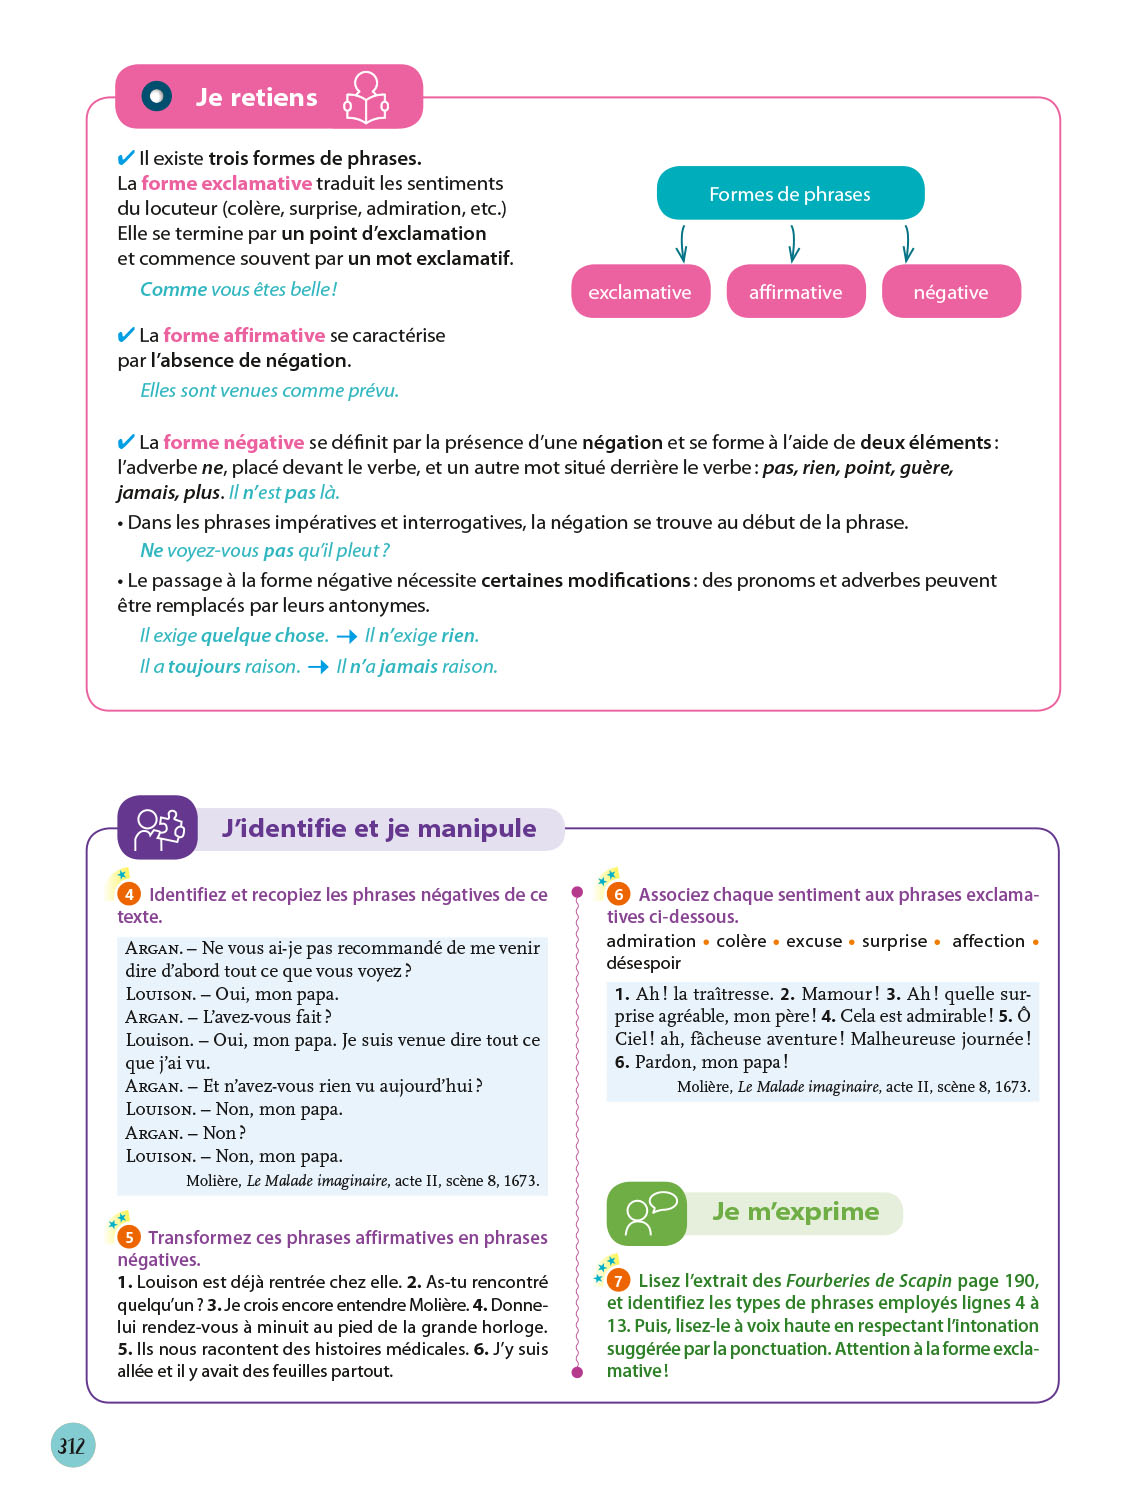 Je retiens
✔ Il existe trois formes de phrases.
La forme exclamative traduit les sentiments
du locuteur (colère, surprise, admiration, etc.)
Elle se termine par un point d’exclamation
et commence souvent par un mot exclamatif.
Comme vous êtes belle !
Formes de phrases
exclamative
affirmative
négative
✔ La forme affirmative se caractérise
par l’absence de négation.
Elles sont venues comme prévu.
✔ La forme négative se définit par la présence d’une négation et se forme à l’aide de deux éléments :
l’adverbe ne, placé devant le verbe, et un autre mot situé derrière le verbe : pas, rien, point, guère,
jamais, plus. Il n’est pas là.
• Dans les phrases impératives et interrogatives, la négation se trouve au début de la phrase.
Ne voyez-vous pas qu’il pleut ?
• Le passage à la forme négative nécessite certaines modifications : des pronoms et adverbes peuvent
être remplacés par leurs antonymes.
Il exige quelque chose. → Il n’exige rien.
Il a toujours raison. → Il n’a jamais raison.
J’identifie et je manipule
4 Identifiez et recopiez les phrases négatives de ce
texte.
ARGAN. – Ne vous ai-je pas recommandé de me venir
dire d’abord tout ce que vous voyez ?
LOUISON. – Oui, mon papa.
ARGAN. – L’avez-vous fait ?
Louison. – Oui, mon papa. Je suis venue dire tout ce
que j’ai vu.
ARGAN. – Et n’avez-vous rien vu aujourd’hui ?
LOUISON. – Non, mon papa.
ARGAN. – Non ?
LOUISON. – Non, mon papa.
Molière, Le Malade imaginaire, acte II, scène 8, 1673.
5 Transformez ces phrases affirmatives en phrases
négatives.
1. Louison est déjà rentrée chez elle. 2. As-tu rencontré
quelqu’un ? 3. Je crois encore entendre Molière. 4. Donne-
lui rendez-vous à minuit au pied de la grande horloge.
5. Ils nous racontent des histoires médicales. 6. J’y suis
allée et il y avait des feuilles partout.
6 Associez chaque sentiment aux phrases exclama-
tives ci-dessous.
admiration • colère • excuse • surprise • affection •
désespoir
1. Ah ! la traîtresse. 2. Mamour ! 3. Ah ! quelle sur-
prise agréable, mon père ! 4. Cela est admirable ! 5. Ô
Ciel ! ah, fâcheuse aventure ! Malheureuse journée !
6. Pardon, mon papa !
Molière, Le Malade imaginaire, acte II, scène 8, 1673.
Je m’exprime
7 Lisez l’extrait des Fourberies de Scapin page 190,
et identifiez les types de phrases employés lignes 4 à
13. Puis, lisez-le à voix haute en respectant l’intonation
suggérée par la ponctuation. Attention à la forme excla-
mative !
312